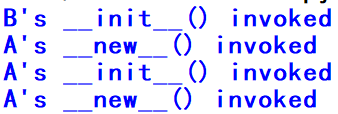 B's __init__() invoked
A's __new__() invoked
A's __init__() invoked
A's __new__() invoked